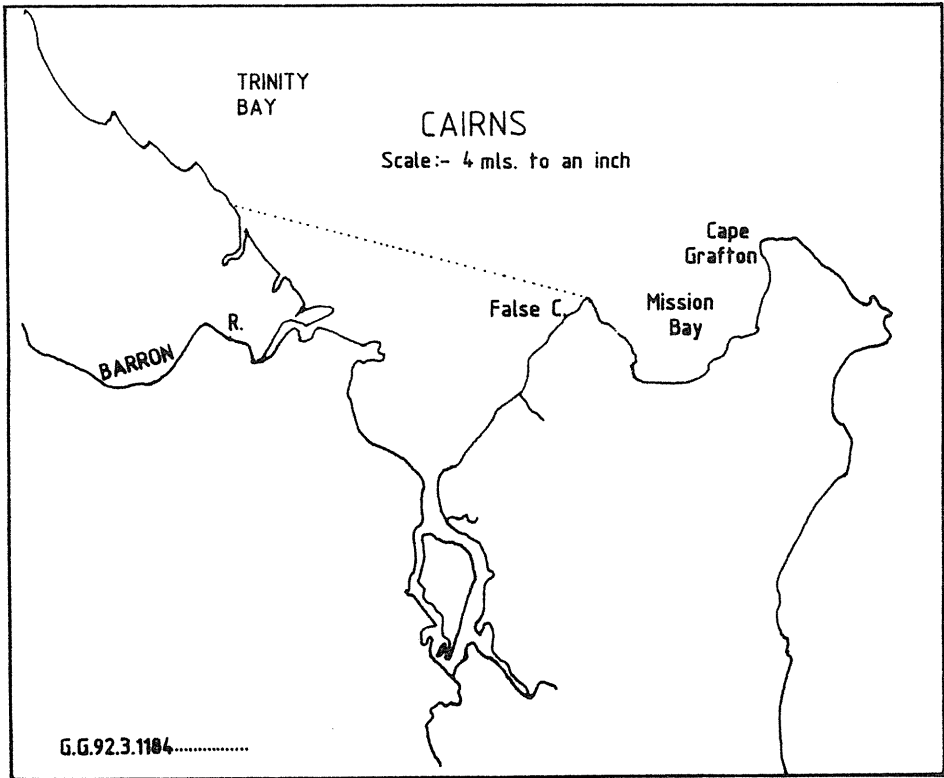 TRINITY
BAY
CAIRNS
Scale:- 4 mls. to an inch
Cape
Grafton
False C.
Mission
Bay
R.
BARRON
G.G.92.3.1184................